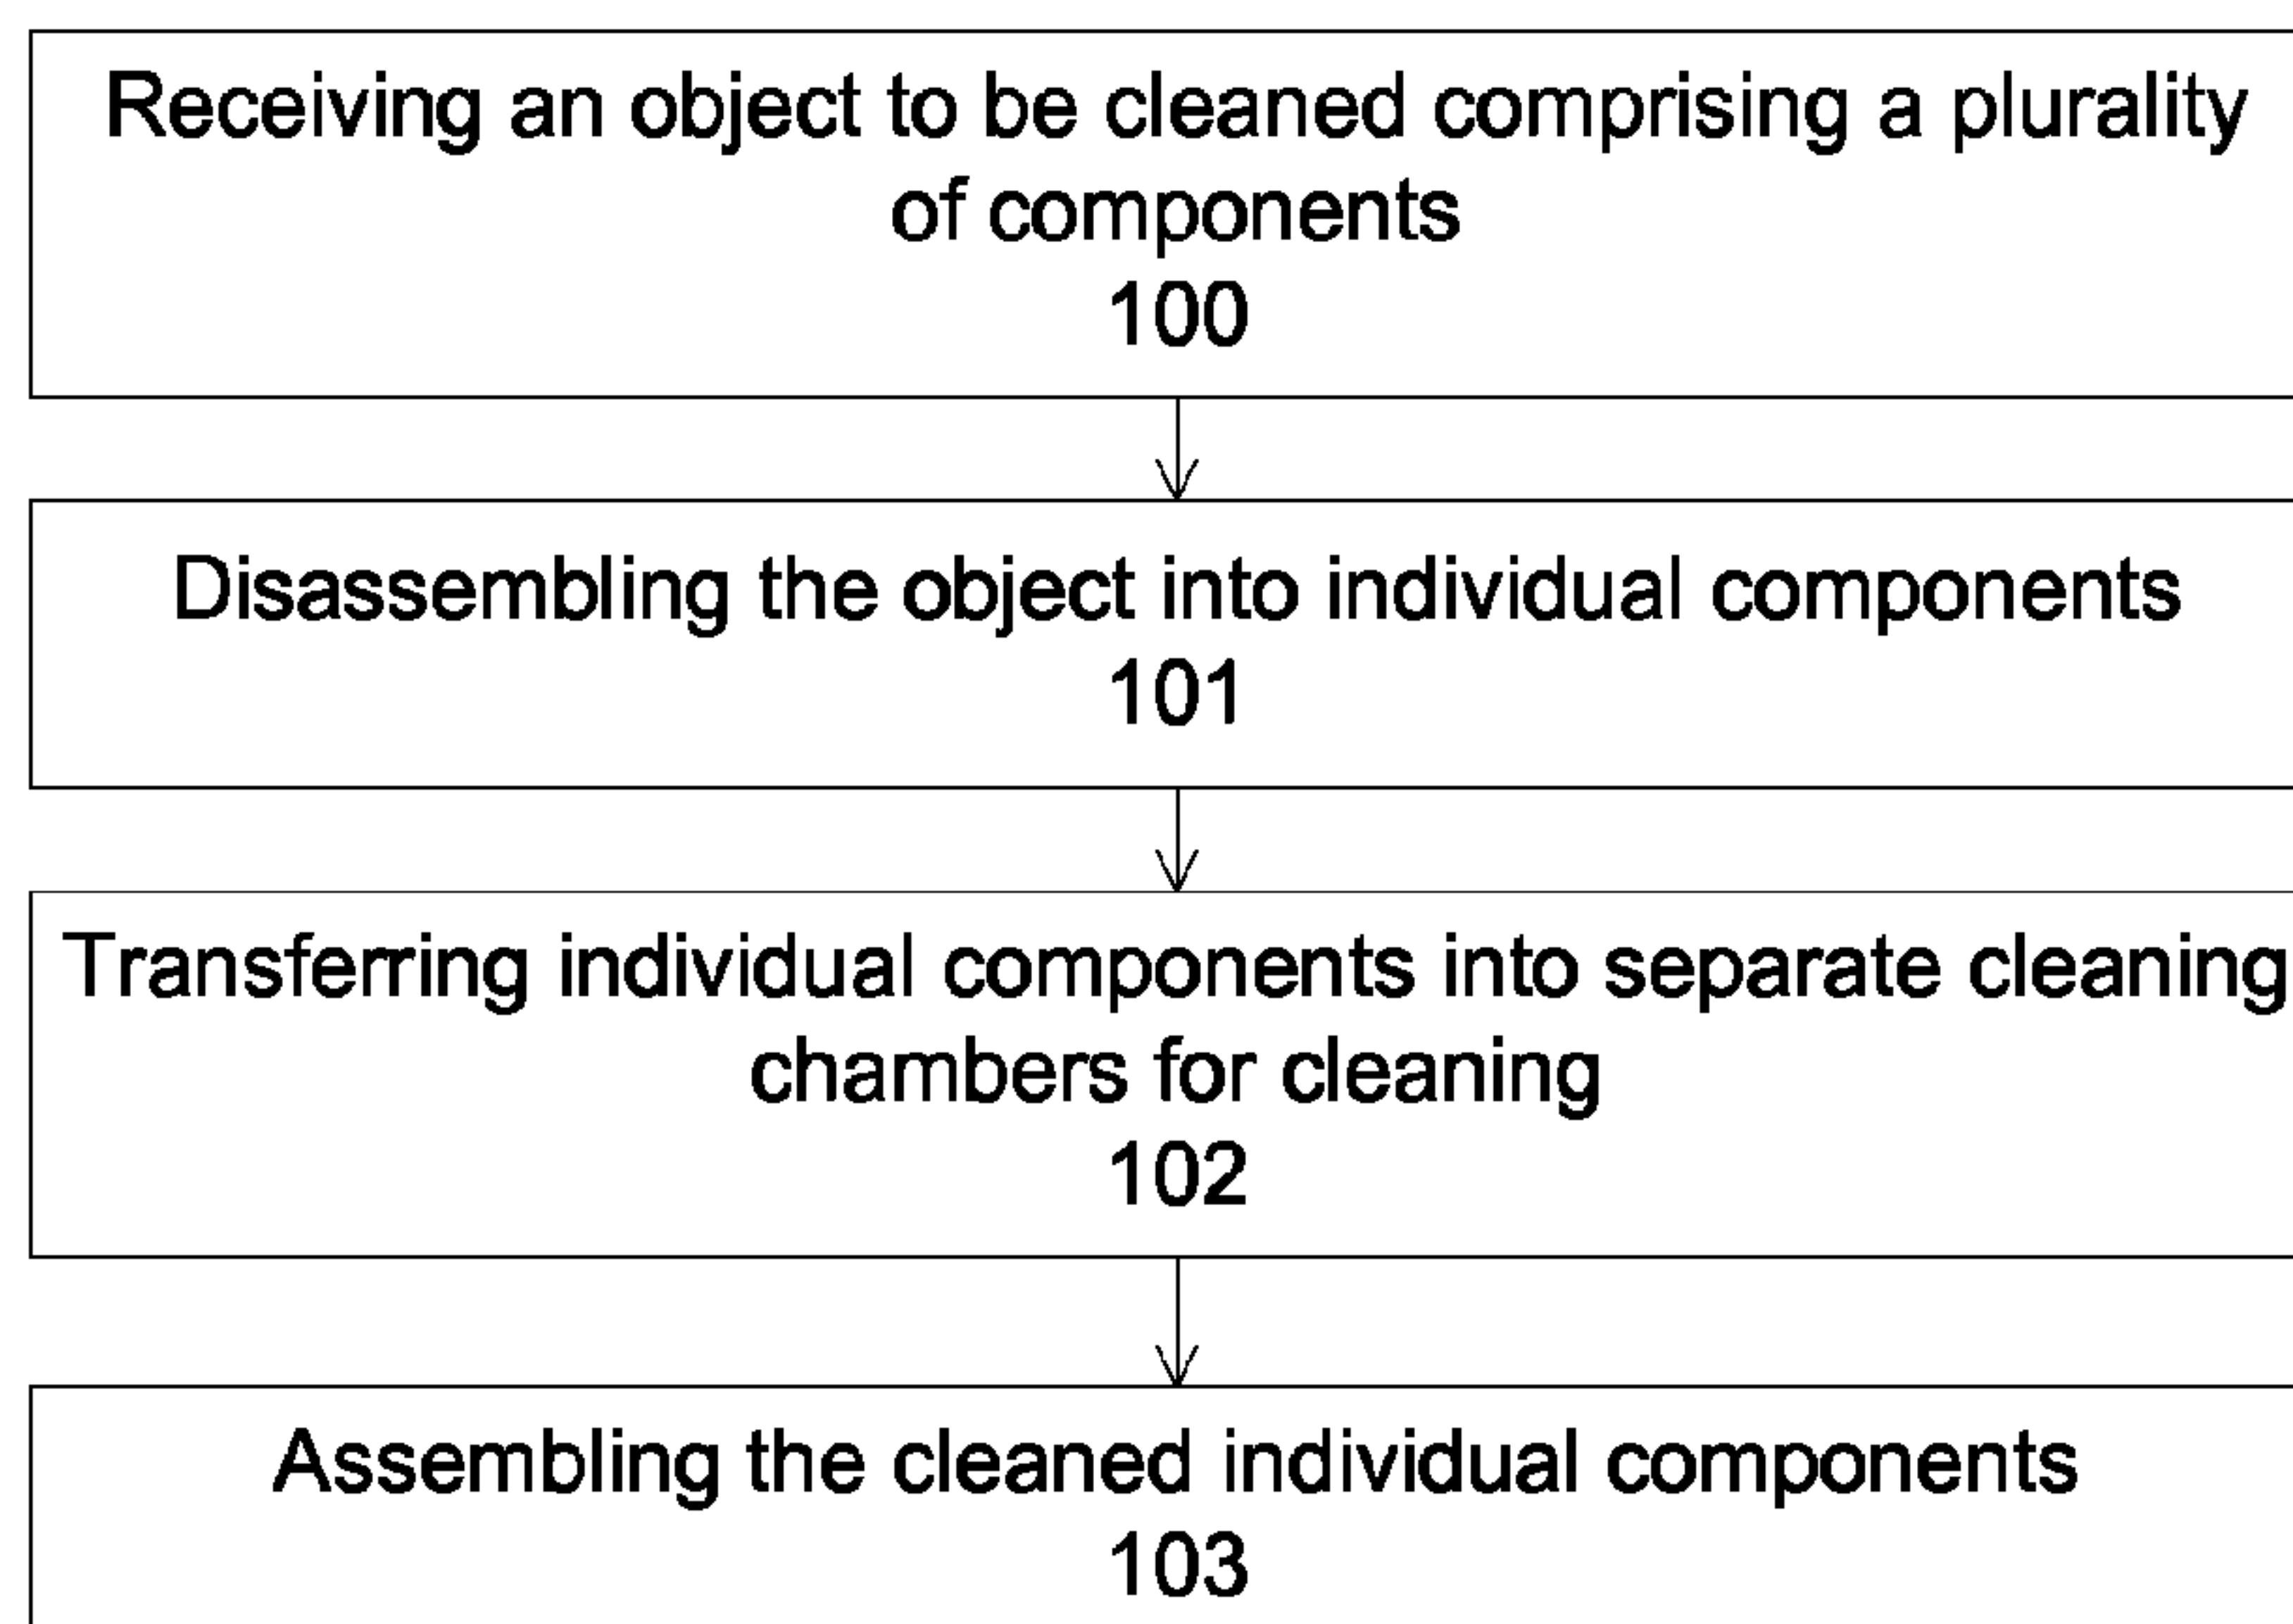 Receiving an object to be cleaned comprising a plurality
of components
100
Disassembling the object into individual components
101
Transferring individual components into separate cleaning
chambers for cleaning
102
Assembling the cleaned individual components
103